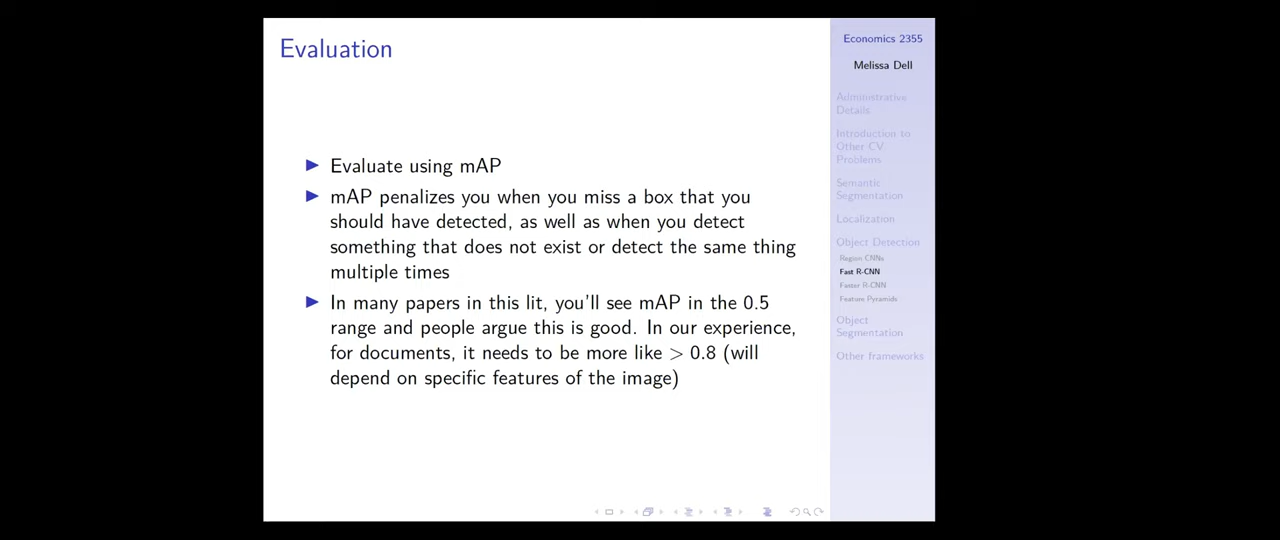 Evaluation
Evaluate using mAP
mAP penalizes you when you miss a box that you
should have detected, as well as when you detect
something that does not exist or detect the same thing
multiple times
In many papers in this lit, you'll see mAP in the 0.5
range and people argue this is good. In our experience,
for documents, it needs to be more like > 0.8 (will
depend on specific features of the image)
Economics 2355
Melissa Dell
Administrative
Details
Introduction to
Other CV
Problems
Semantic
Segmentation
Localization
Object Detection
Region CNNs
Fast R-CNN
Faster R-CNN
Feature Pyramids
Object
Segmentation
Other frameworks